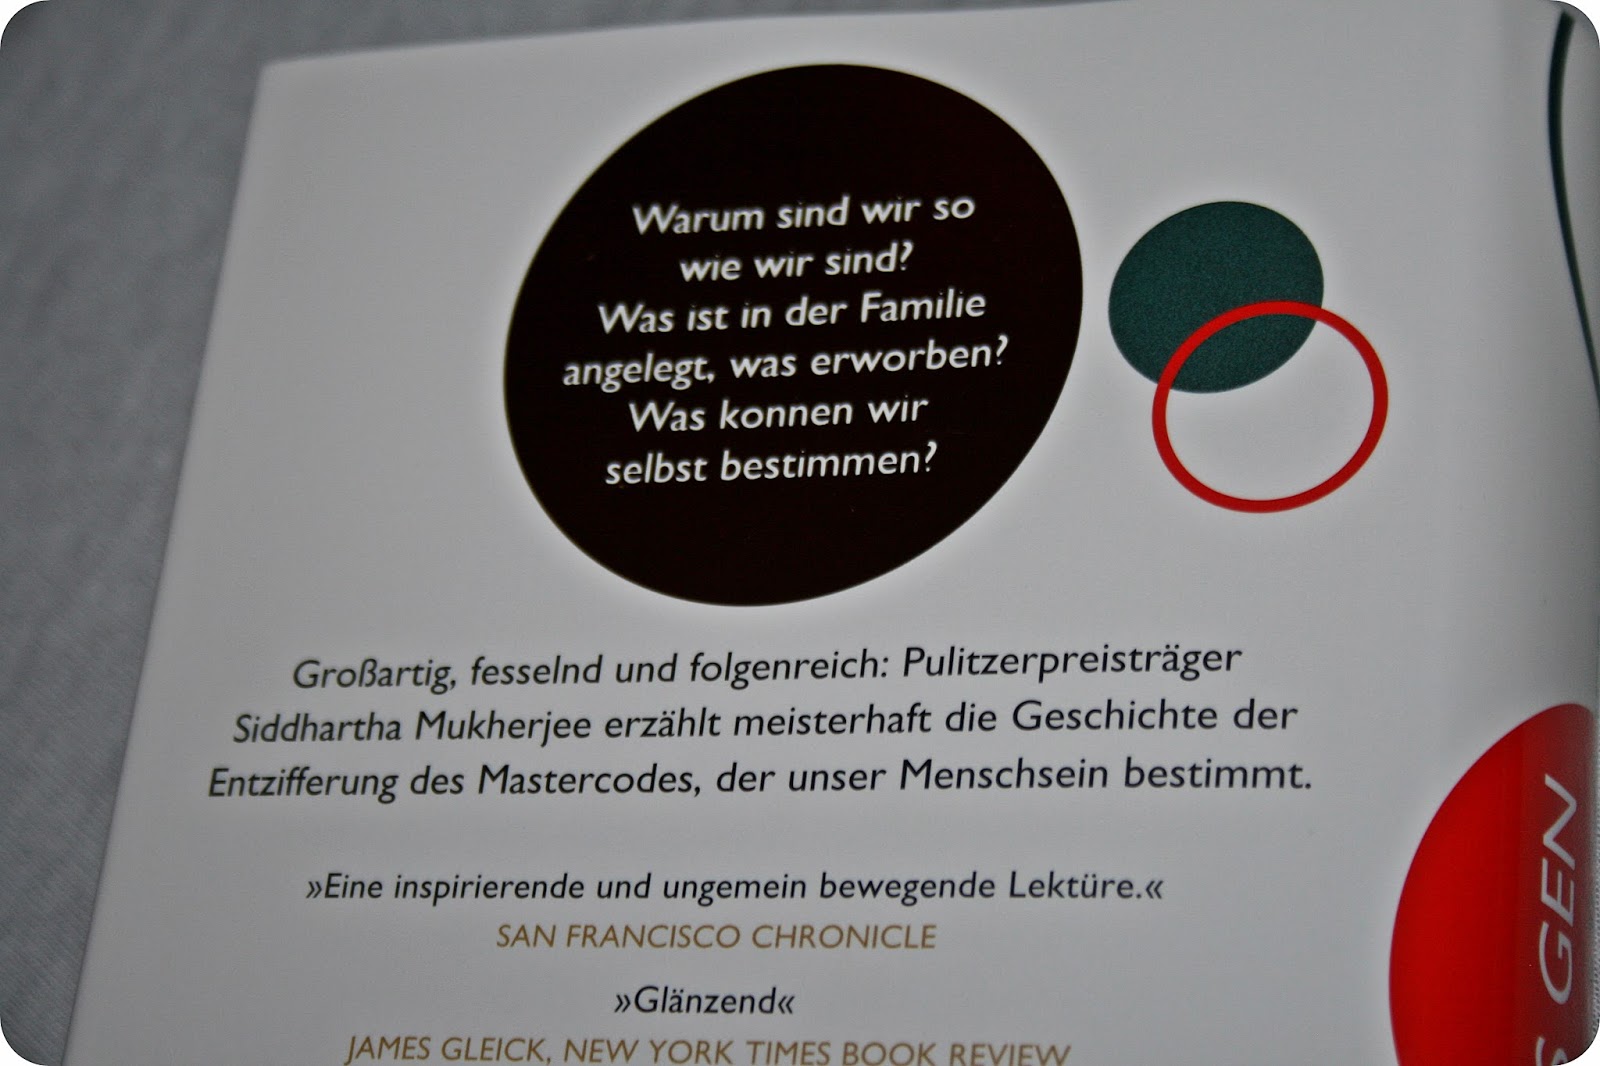 Warum sind wir so
wie wir sind?
Was ist in der Familie
angelegt, was erworben?
Was konnen wir
selbst bestimmen?
Großartig, fesselnd und folgenreich: Pulitzerpreisträger
Siddhartha Mukherjee erzählt meisterhaft die Geschichte der
Entzifferung des Mastercodes, der unser Menschsein bestimmt.
»Eine inspirierende und ungemein bewegende Lektüre.«
SAN FRANCISCO CHRONICLE
»Glänzend«
JAMES GLEICK, NEW YORK TIMES BOOK REVIEW
S GEN